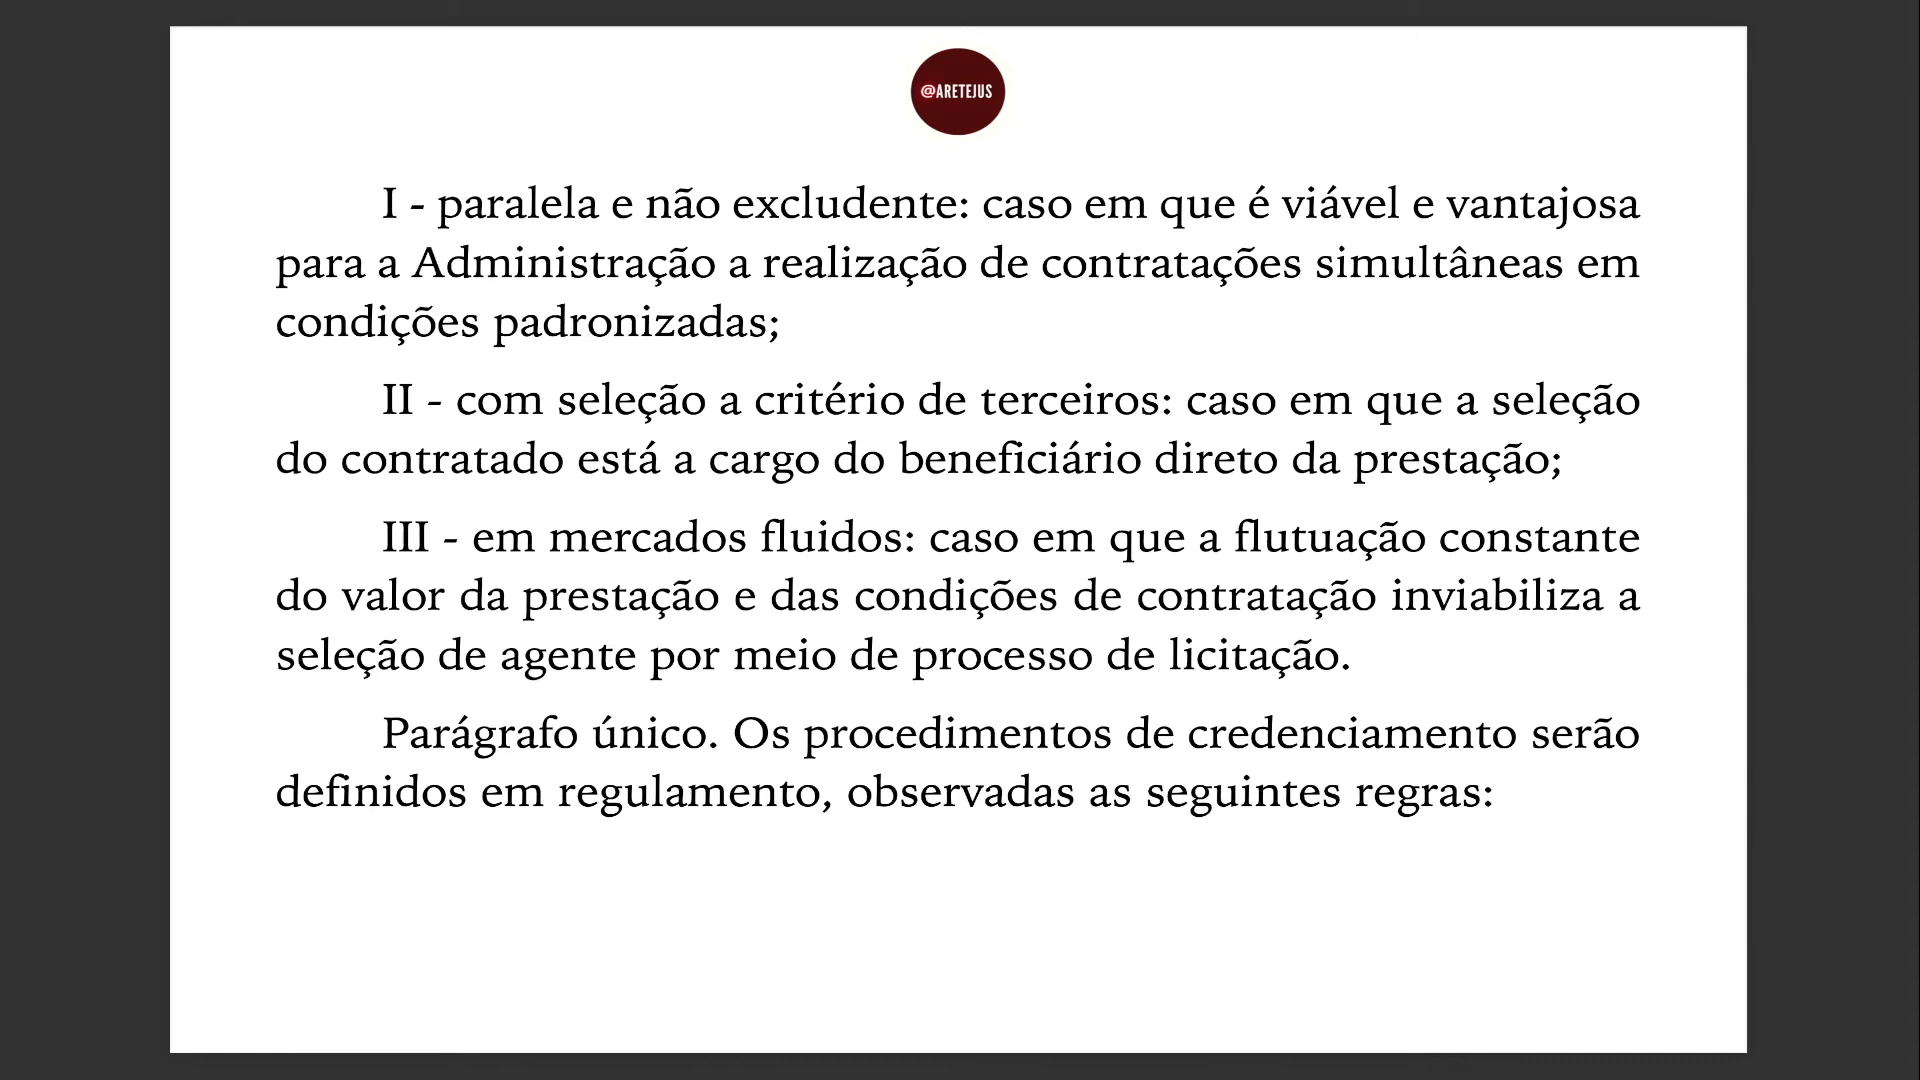 @ARETEJUS
I - paralela e não excludente: caso em que é viável e vantajosa
para a Administração a realização de contratações simultâneas em
condições padronizadas;
II - com seleção a critério de terceiros: caso em que a seleção
do contratado está a cargo do beneficiário direto da prestação;
III - em mercados fluidos: caso em que a flutuação constante
do valor da prestação e das condições de contratação inviabiliza a
seleção de agente por meio de processo de licitação.
Parágrafo único. Os procedimentos de credenciamento serão
definidos em regulamento, observadas as seguintes regras: